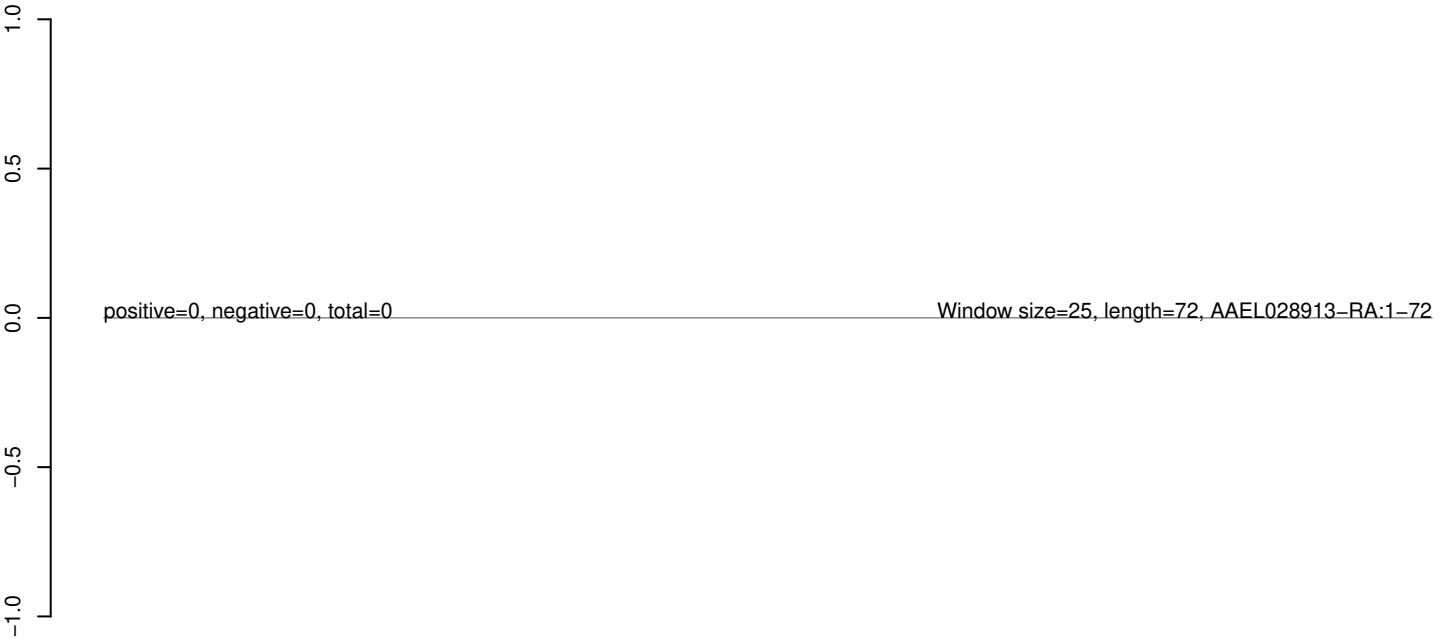 1.0
0.5
0.0
−0.5
−1.0
positive=0, negative=0, total=0
Window size=25, length=72, AAEL028913−RA:1−72